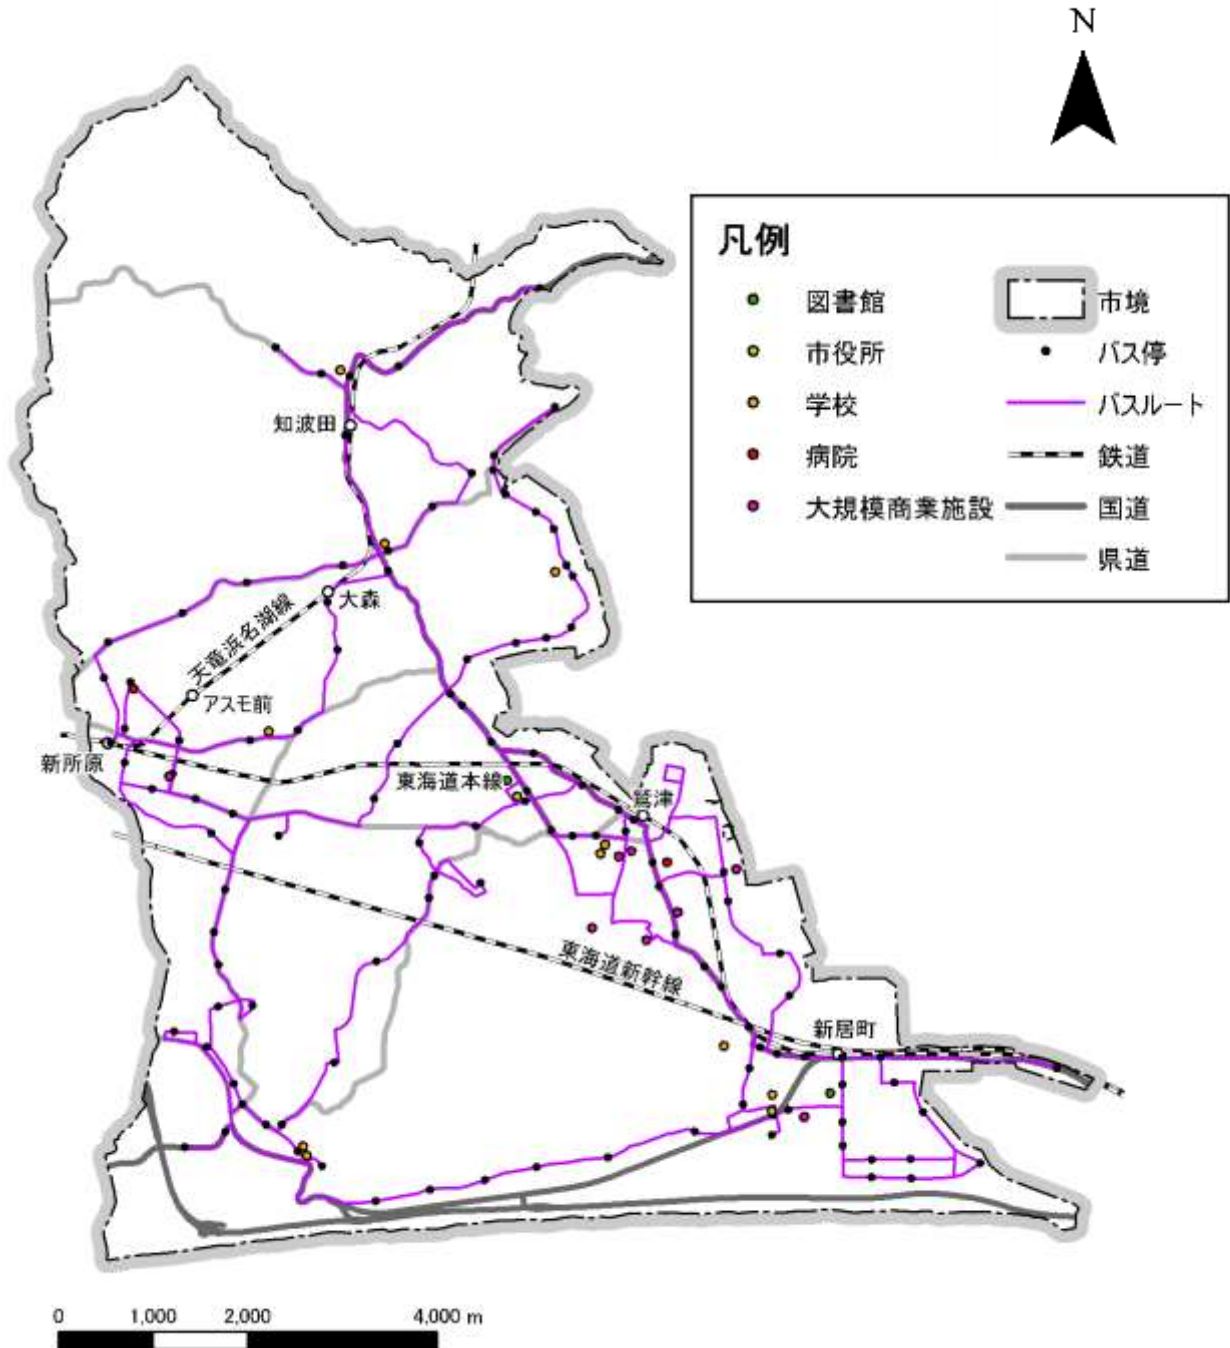 N
凡例
図書館
市役所
学校
病院
大規模商業施設
市境
バス停
バスルート
鉄道
国道
県道
知波田
大森
天竜浜名湖線
アスモ前
新所原
東海道本線
鷲津
東海道新幹線
新居町
0 1,000 2,000 4,000 m